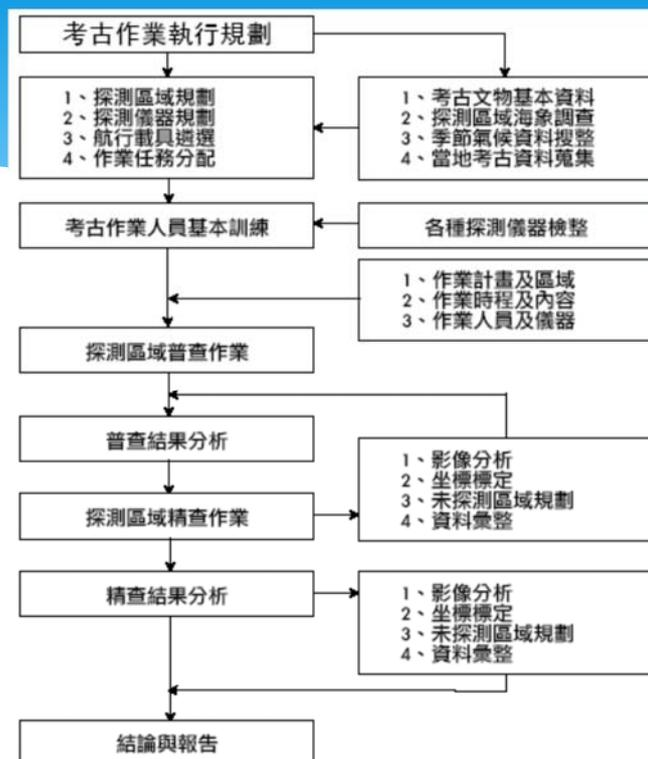 考古作業執行規劃
1、探測區域規劃
2、探測儀器規劃
3、航行載具遴選
4、作業任務分配
1、考古文物基本資料
2、探測區域海象調查
3、季節氣候資料搜整
4、當地考古資料蒐集
考古作業人員基本訓練
各種探測儀器檢整
1、作業計畫及區域
2、作業時程及內容
3、作業人員及儀器
探測區域普查作業
普查結果分析
1、影像分析
2、坐標標定
3、未探測區域規劃
4、資料彙整
探測區域精查作業
精查結果分析
1、影像分析
2、坐標標定
3、未探測區域規劃
4、資料彙整
結論與報告